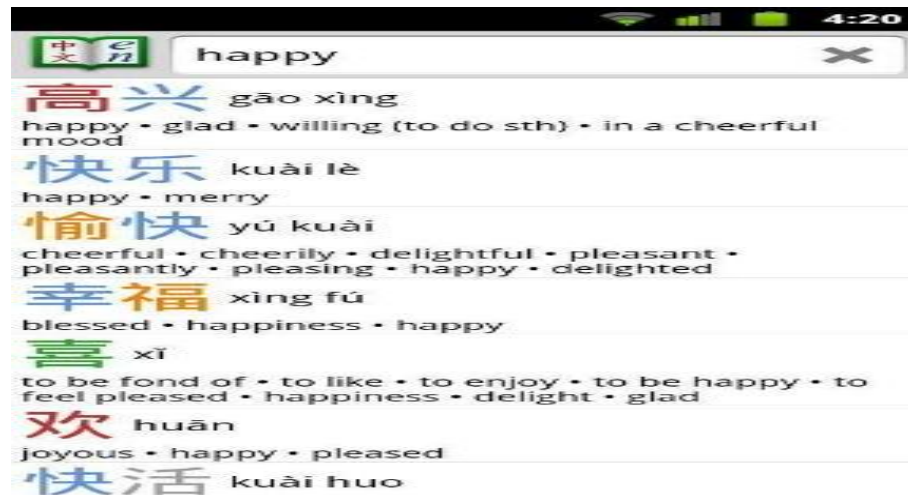 4:20
中文 en
happy
高兴 gāo xìng
happy • glad • willing (to do sth) • in a cheerful
mood
快乐 kuài lè
happy • merry
愉快 yú kuài
cheerful • cheerily • delightful • pleasant •
pleasantly • pleasing • happy • delighted
幸福 xìng fú
blessed • happiness • happy
喜 xǐ
to be fond of • to like • to enjoy • to be happy • to
feel pleased • happiness • delight • glad
欢 huān
joyous • happy • pleased
快活 kuài huo